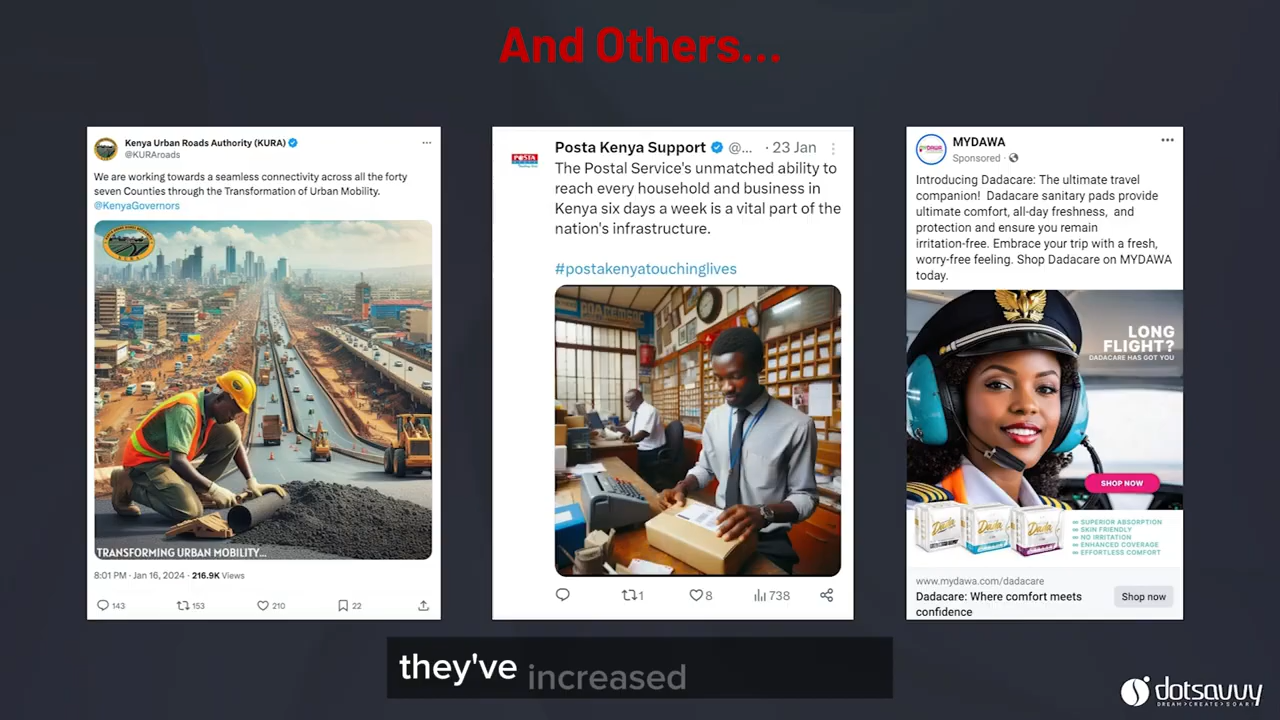 And Others...
Kenya Urban Roads Authority (KURA)
@KURAroads
We are working towards a seamless connectivity across all the forty
seven Counties through the Transformation of Urban Mobility.
@KenyaGovernors
TRANSFORMING URBAN MOBILITY...
8:01 PM · Jan 16, 2024 · 216.9K Views
143 153 210 22
POSTA
Posta Kenya Support @... · 23 Jan
The Postal Service's unmatched ability to
reach every household and business in
Kenya six days a week is a vital part of the
nation's infrastructure.
#postakenyatouchinglives
1 8 738
MYDAWA
Sponsored ·
Introducing Dadacare: The ultimate travel
companion! Dadacare sanitary pads provide
ultimate comfort, all-day freshness, and
protection and ensure you remain
irritation-free. Embrace your trip with a fresh,
worry-free feeling. Shop Dadacare on MYDAWA
today.
LONG
FLIGHT?
DADACARE HAS GOT YOU
SHOP NOW
SUPERIOR ABSORPTION
SKIN FRIENDLY
NO IRRITATION
ENHANCED COVERAGE
EFFORTLESS COMFORT
www.mydawa.com/dadacare
Dadacare: Where comfort meets
confidence
Shop now
they've increased
dotsavvy
DREAM>CREATE>SOAR!